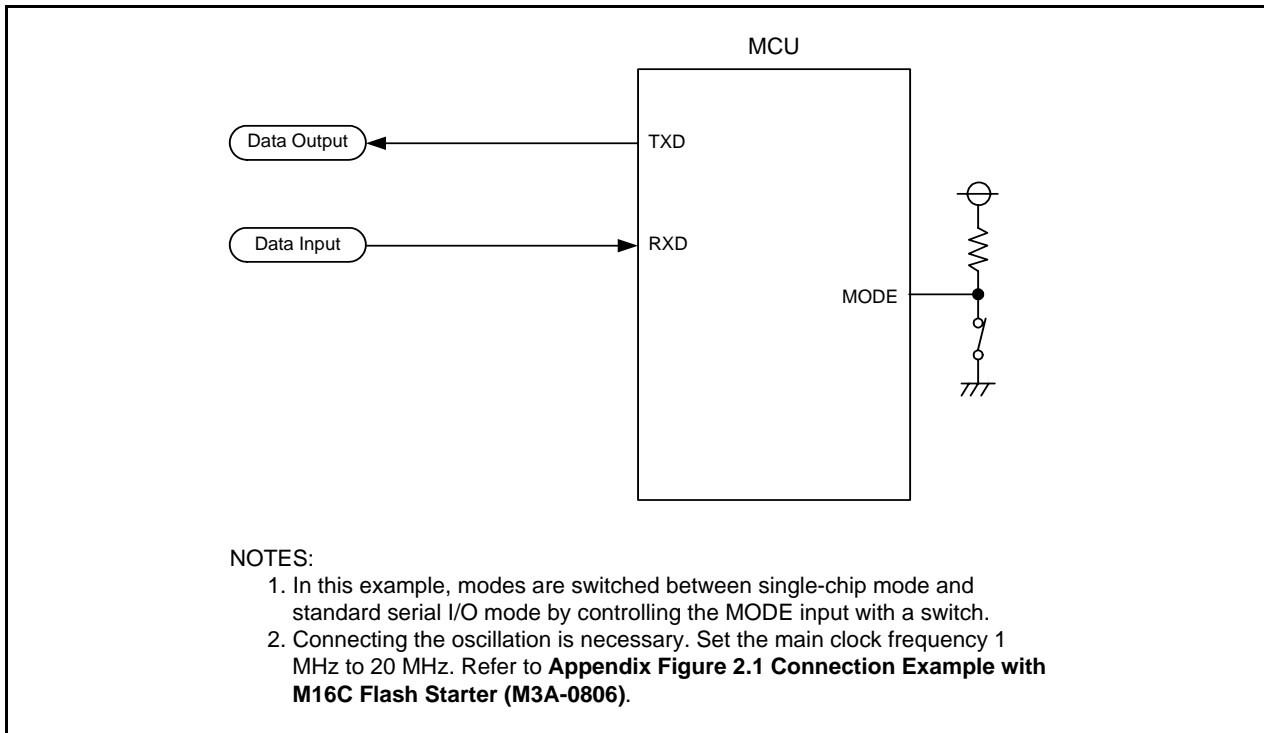 MCU
Data Output
TXD
Data Input
RXD
MODE
NOTES:
1. In this example, modes are switched between single-chip mode and
standard serial I/O mode by controlling the MODE input with a switch.
2. Connecting the oscillation is necessary. Set the main clock frequency 1
MHz to 20 MHz. Refer to Appendix Figure 2.1 Connection Example with
M16C Flash Starter (M3A-0806).